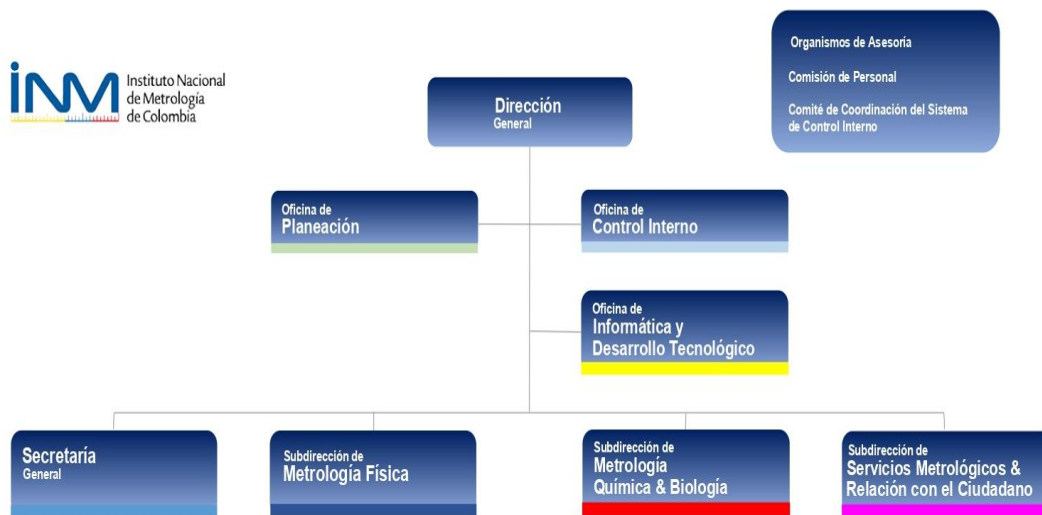 iNM
Instituto Nacional
de Metrología
de Colombia
Organismos de Asesoría
Comisión de Personal
Comité de Coordinación del Sistema
de Control Interno
Dirección
General
Oficina de
Planeación
Oficina de
Control Interno
Oficina de
Informática y
Desarrollo Tecnológico
Secretaría
General
Subdirección de
Metrología Física
Subdirección de
Metrología
Química & Biología
Subdirección de
Servicios Metrológicos &
Relación con el Ciudadano